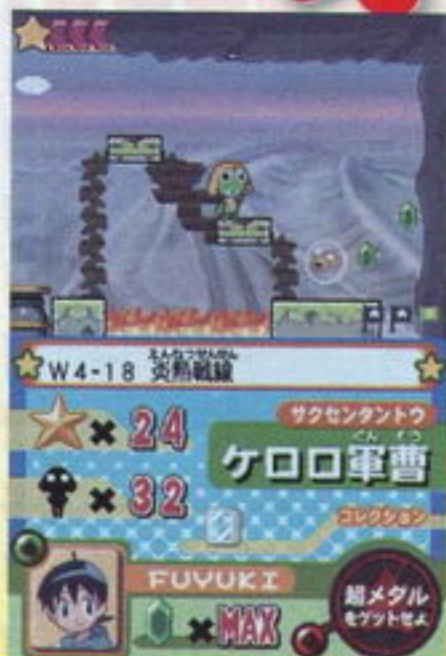 PP
えんねつせんせん
W4-18 炎熱戦線
×24
サクセンタントウ
ぐんそう
ケロロ軍曹
×32
コレクション
FUYUKI
×MAX
超メダル
をゲットせよ